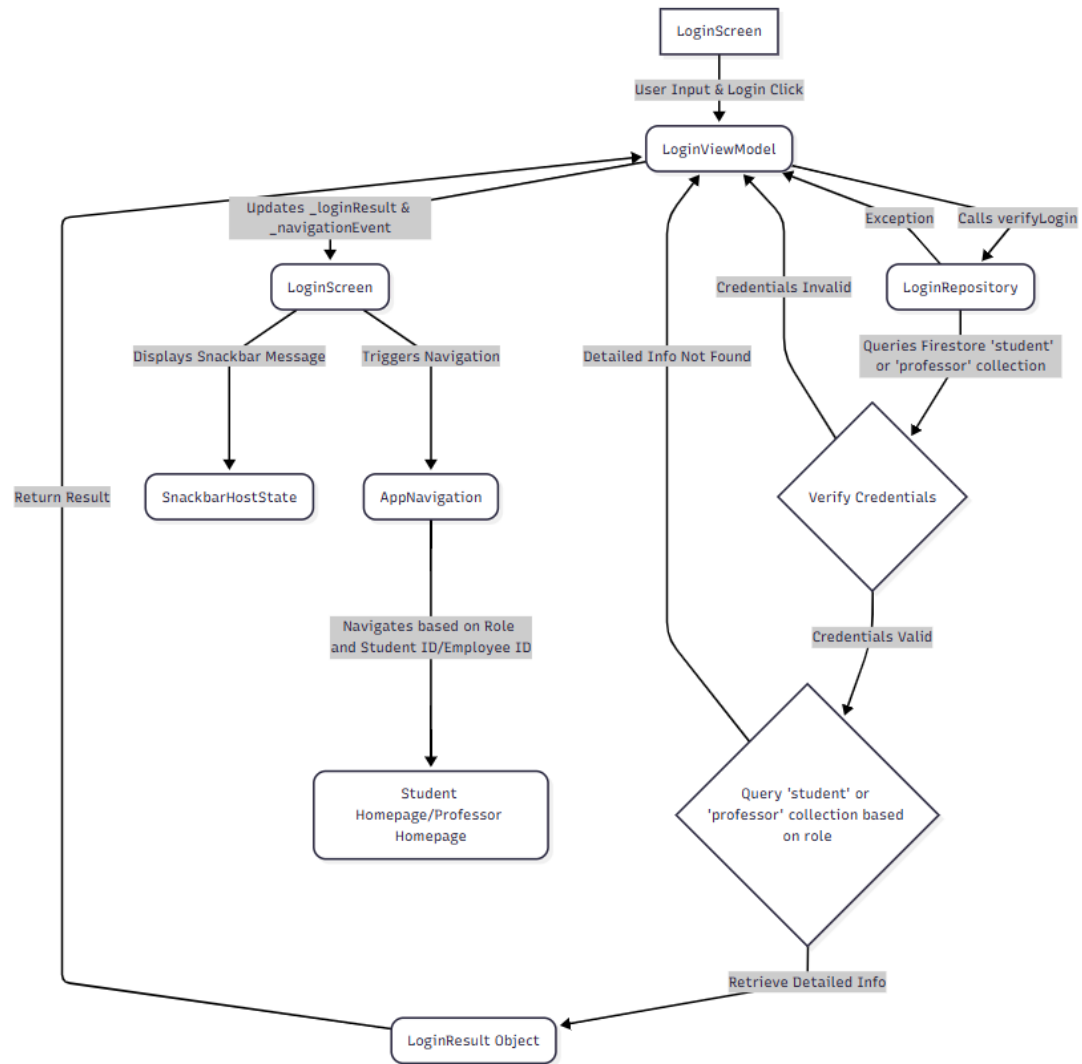 LoginScreen
User Input & Login Click
LoginViewModel
Updates _loginResult &
_navigationEvent
Exception
Calls verifyLogin
LoginScreen
Credentials Invalid
LoginRepository
Displays Snackbar Message
Triggers Navigation
Detailed Info Not Found
Queries Firestore 'student'
or 'professor' collection
Return Result
SnackbarHostState
AppNavigation
Verify Credentials
Navigates based on Role
and Student ID/Employee ID
Credentials Valid
Student
Homepage/Professor
Homepage
Query 'student' or
'professor' collection based
on role
Retrieve Detailed Info
LoginResult Object